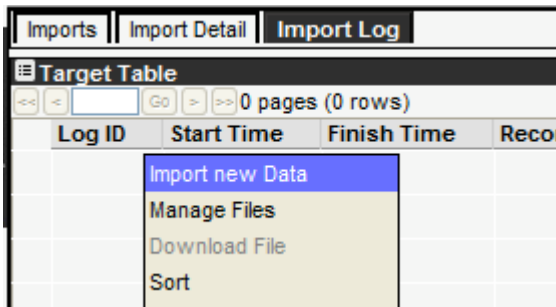 Imports Import Detail Import Log
Target Table
<< < Go > >> 0 pages (0 rows)
Log ID Start Time Finish Time Reco
Import new Data
Manage Files
Download File
Sort